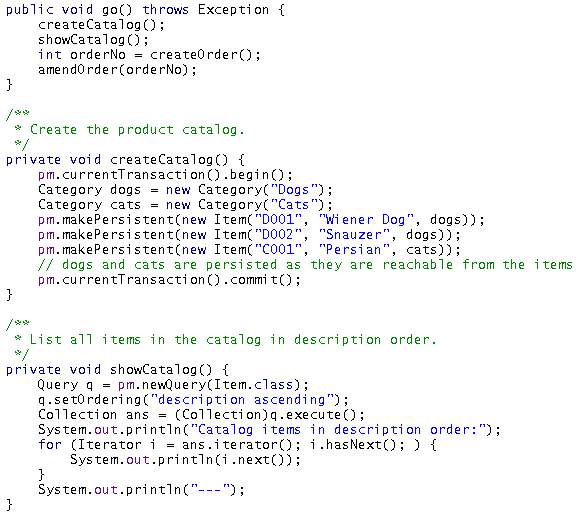 public void go() throws Exception {
    createCatalog();
    showCatalog();
    int orderNo = createOrder();
    amendOrder(orderNo);
}

/**
 * Create the product catalog.
 */
private void createCatalog() {
    pm.currentTransaction().begin();
    Category dogs = new Category("Dogs");
    Category cats = new Category("Cats");
    pm.makePersistent(new Item("D001", "Wiener Dog", dogs));
    pm.makePersistent(new Item("D002", "Snauzer", dogs));
    pm.makePersistent(new Item("C001", "Persian", cats));
    // dogs and cats are persisted as they are reachable from the items
    pm.currentTransaction().commit();
}

/**
 * List all items in the catalog in description order.
 */
private void showCatalog() {
    Query q = pm.newQuery(Item.class);
    q.setOrdering("description ascending");
    Collection ans = (Collection)q.execute();
    System.out.println("Catalog items in description order:");
    for (Iterator i = ans.iterator(); i.hasNext(); ) {
        System.out.println(i.next());
    }
    System.out.println("---");
}